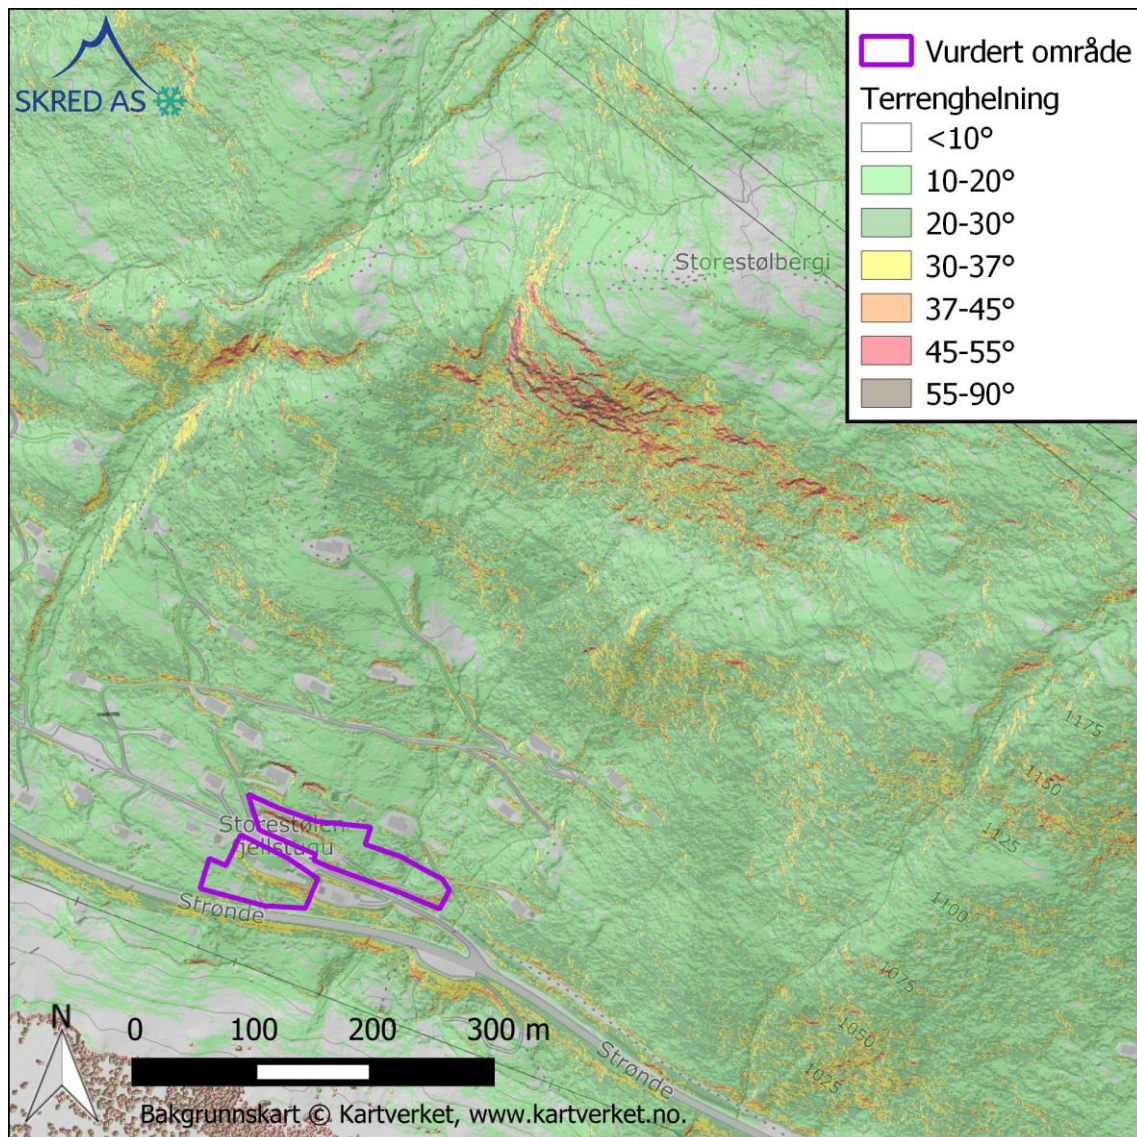 SKRED AS
Vurdert område
Terrenghelning
<10°
10-20°
20-30°
30-37°
37-45°
45-55°
55-90°
Storestølbergi
1175
1150
1125
1100
1075
1050
1025
Storestølen
fjellstugu
Strønde
Strønde
N
0 100 200 300 m
Bakgrunnskart © Kartverket, www.kartverket.no.